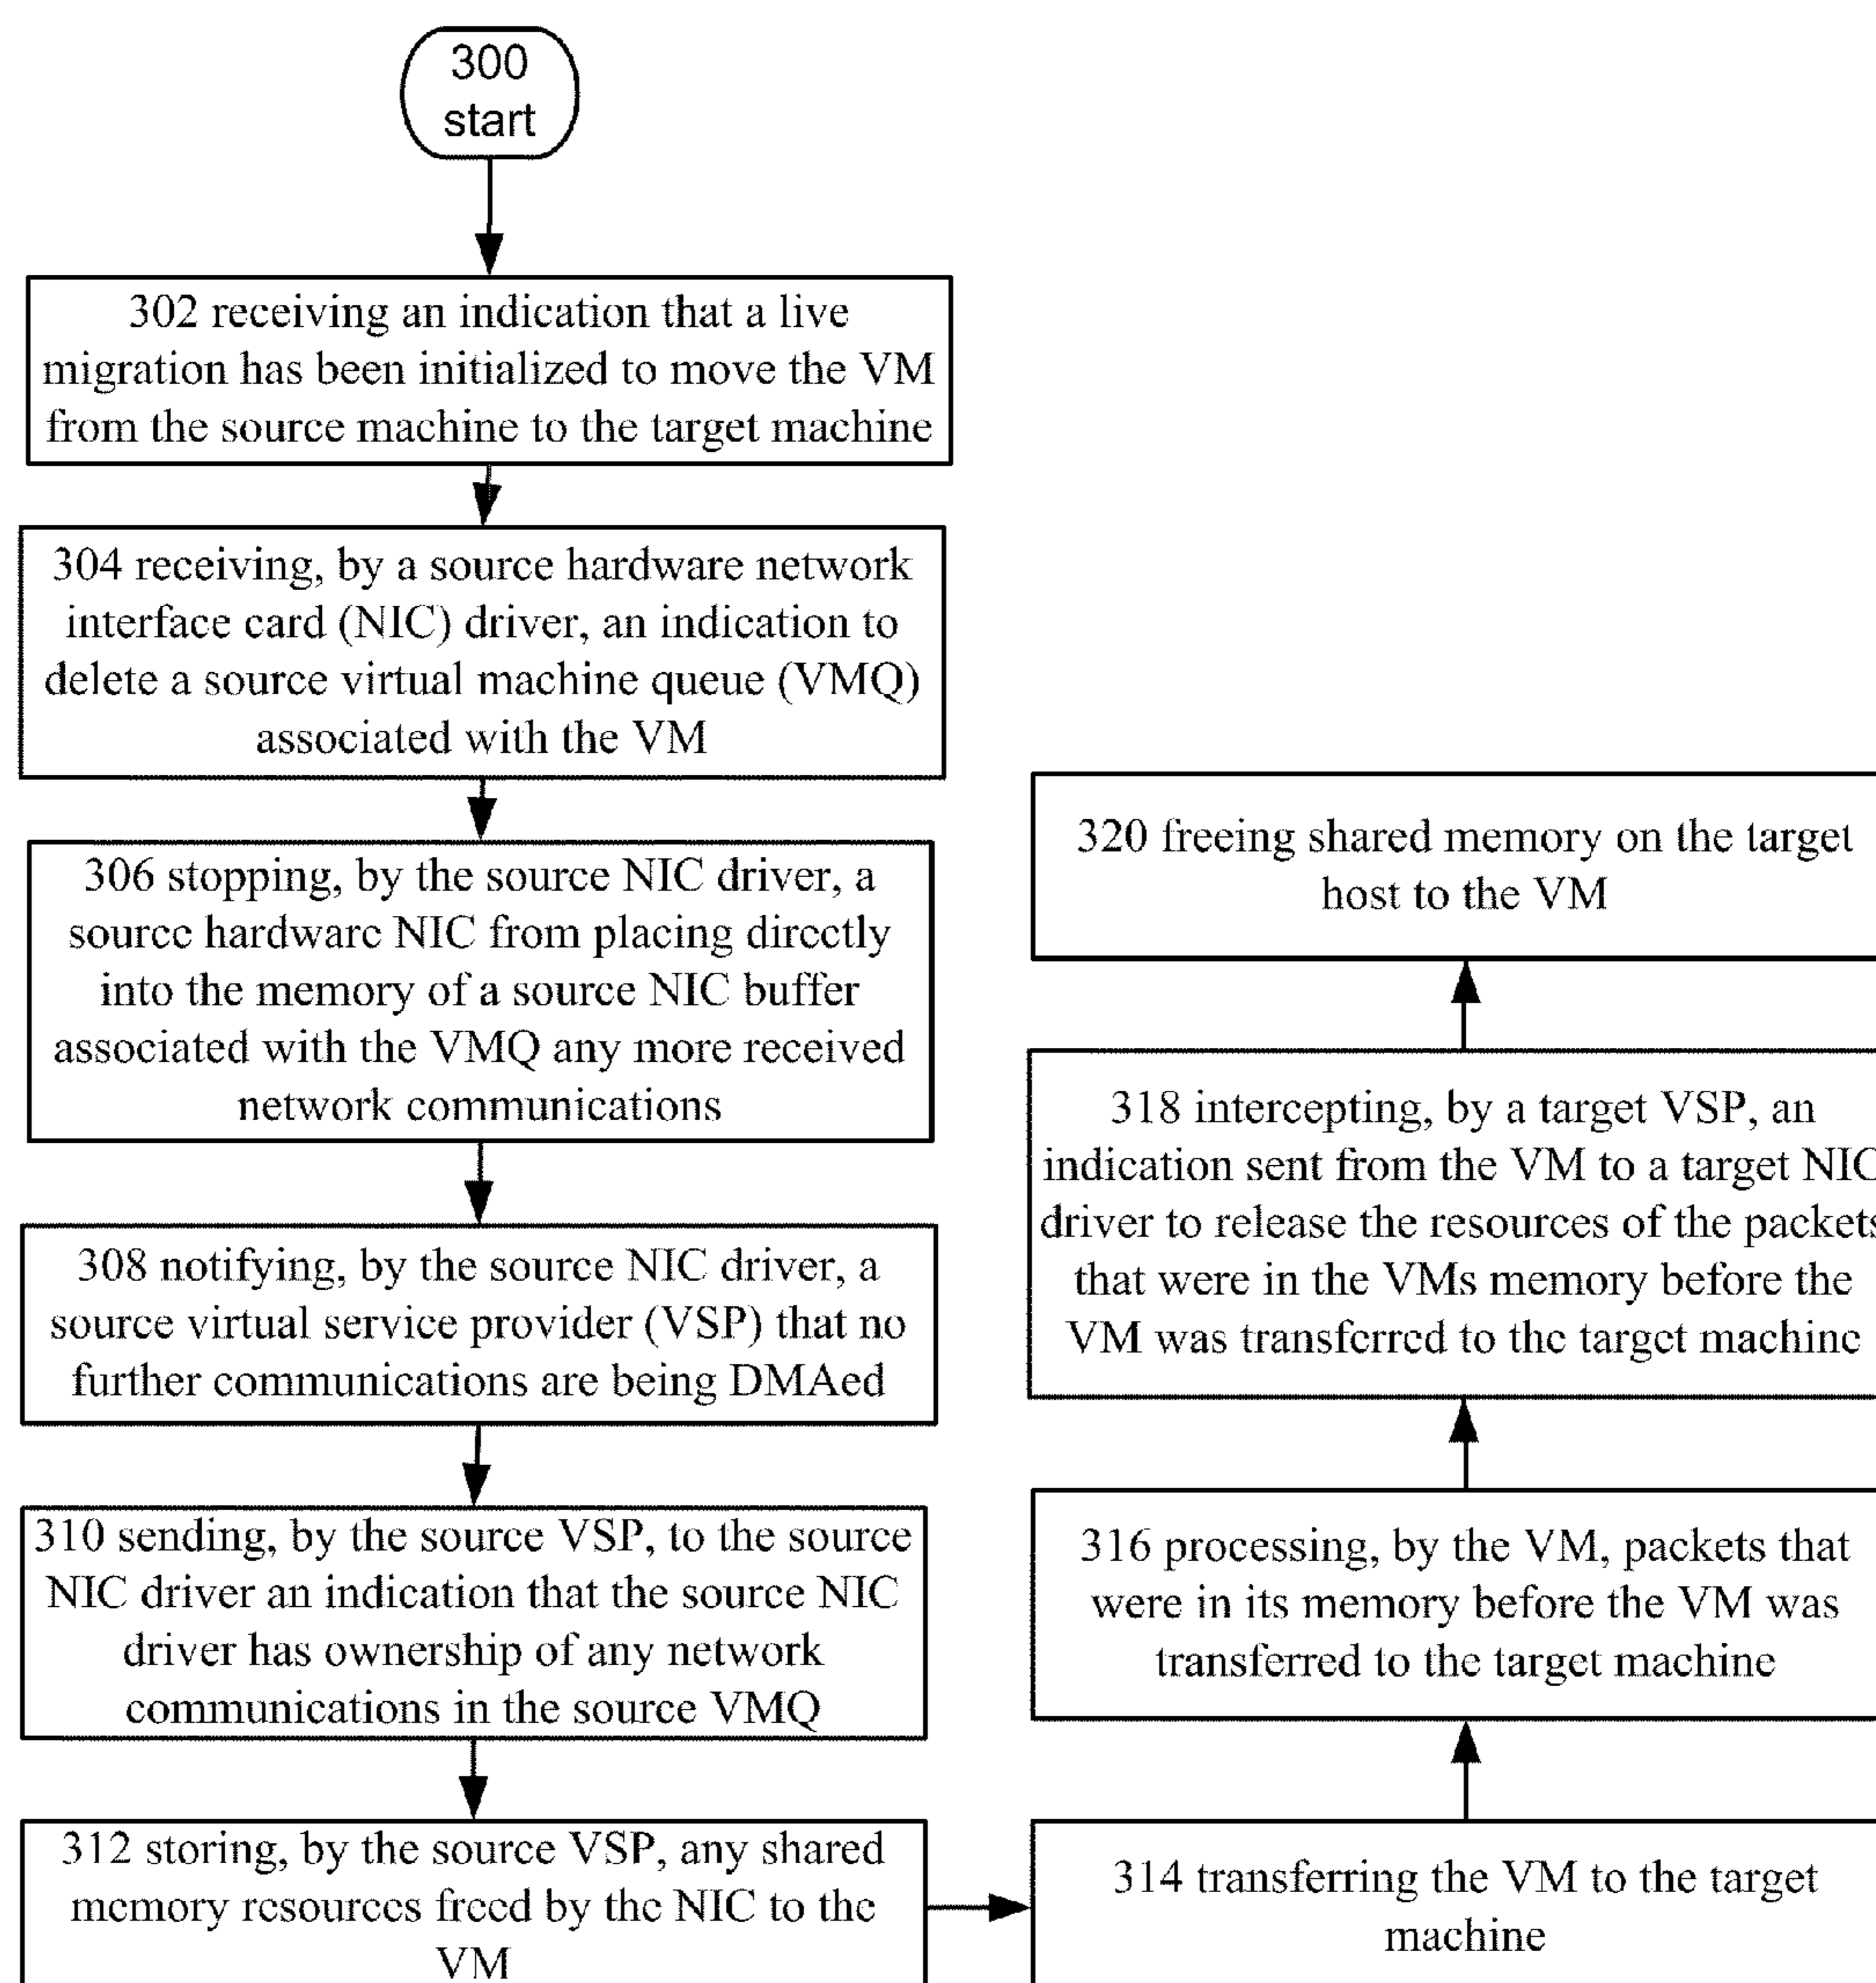 300
start
302 receiving an indication that a live
migration has been initialized to move the VM
from the source machine to the target machine
304 receiving, by a source hardware network
interface card (NIC) driver, an indication to
delete a source virtual machine queue (VMQ)
associated with the VM
306 stopping, by the source NIC driver, a
source hardware NIC from placing directly
into the memory of a source NIC buffer
associated with the VMQ any more received
network communications
308 notifying, by the source NIC driver, a
source virtual service provider (VSP) that no
further communications are being DMAed
310 sending, by the source VSP, to the source
NIC driver an indication that the source NIC
driver has ownership of any network
communications in the source VMQ
312 storing, by the source VSP, any shared
memory resources freed by the NIC to the
VM
314 transferring the VM to the target
machine
316 processing, by the VM, packets that
were in its memory before the VM was
transferred to the target machine
318 intercepting, by a target VSP, an
indication sent from the VM to a target NIC
driver to release the resources of the packets
that were in the VMs memory before the
VM was transferred to the target machine
320 freeing shared memory on the target
host to the VM